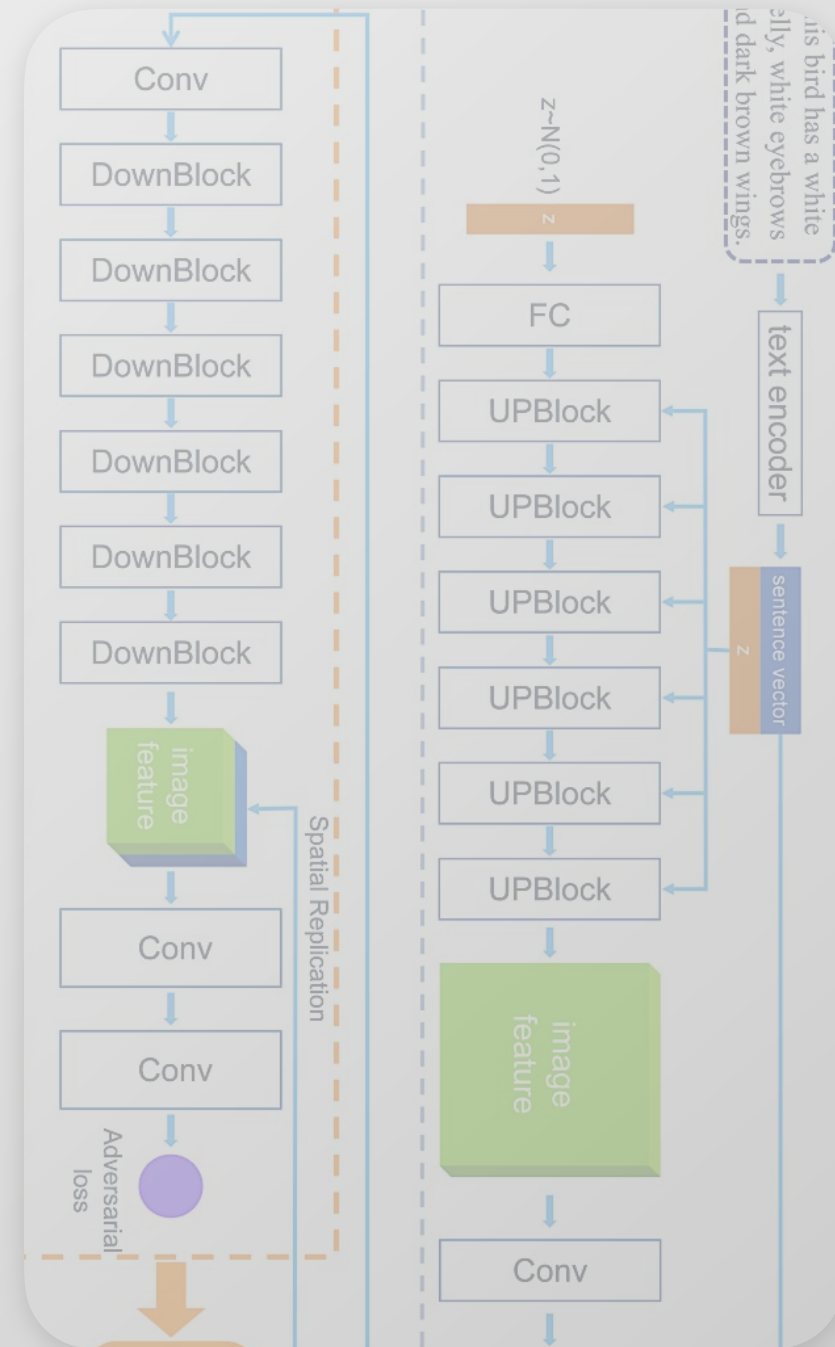 Conv
DownBlock
DownBlock
DownBlock
DownBlock
DownBlock
DownBlock
image
feature
Spatial Replication
Conv
Conv
Adversarial
loss
z~N(0,1)
z
FC
UPBlock
UPBlock
UPBlock
UPBlock
UPBlock
UPBlock
image
feature
Conv
his bird has a white
elly, white eyebrows
d dark brown wings.
text encoder
sentence vector
z